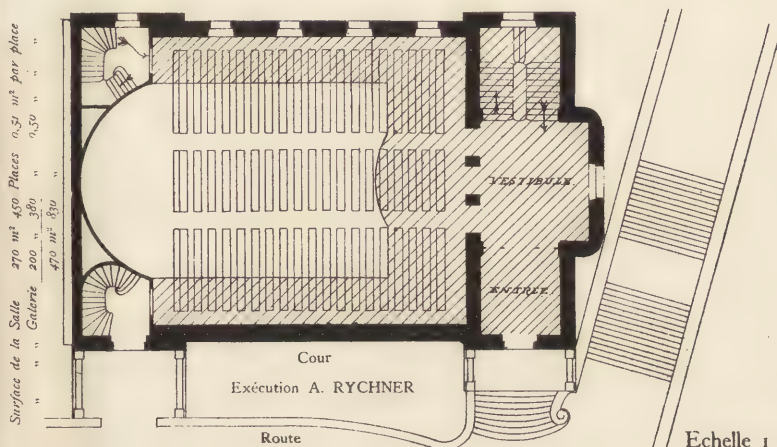 Surface de la Salle 270 m² 450 Places 0.51 m² par place
" " Galerie 200 " 380 " 0.50 " "
470 m² 830 "
VESTIBULE
ENTRÉE
Cour
Exécution A. RYCHNER
Route
Echelle